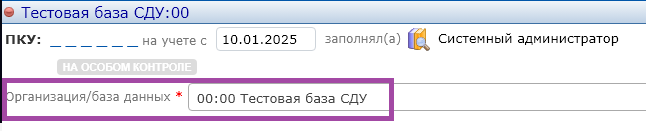 Тестовая база СДУ:00
ПКУ: _ _ _ _ _ _ на учете с 10.01.2025 заполнял(а) Системный администратор
НА ОСОБОМ КОНТРОЛЕ
Организация/база данных * 00:00 Тестовая база СДУ